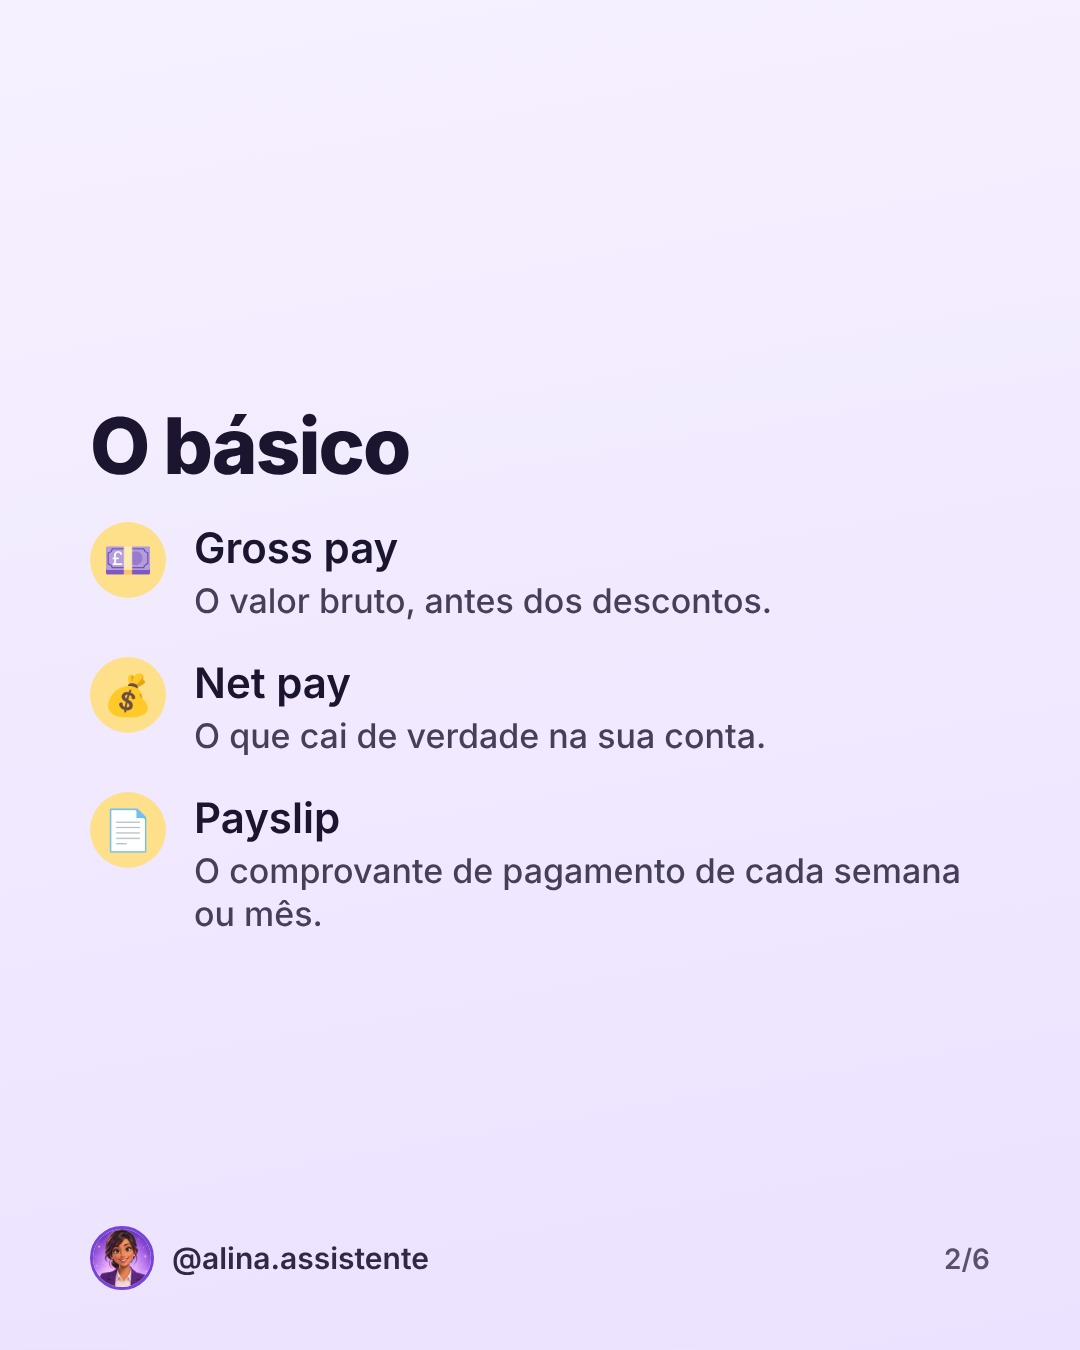 O básico
Gross pay
O valor bruto, antes dos descontos.
Net pay
O que cai de verdade na sua conta.
Payslip
O comprovante de pagamento de cada semana
ou mês.
@alina.assistente
2/6